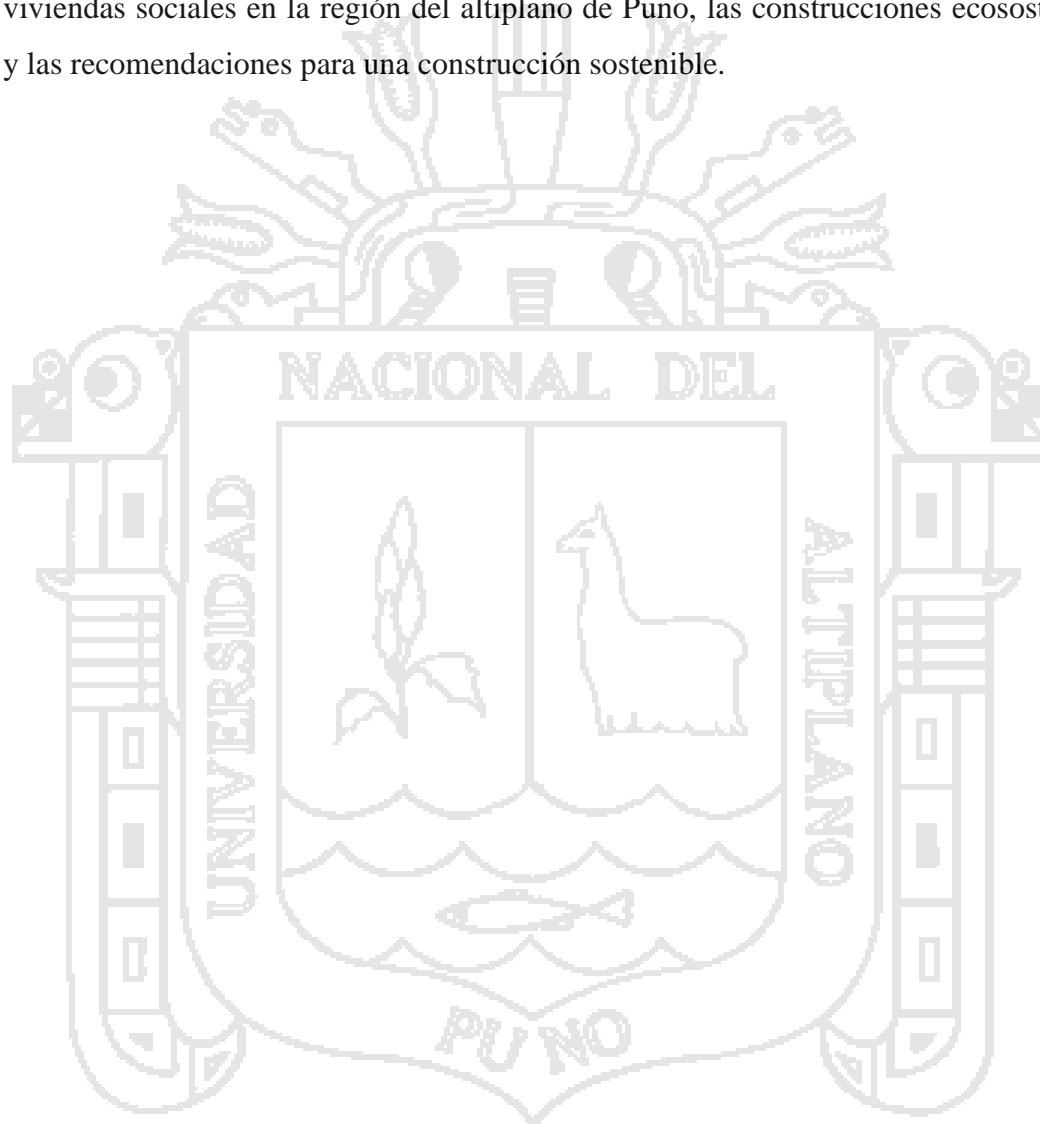 viviendas sociales en la región del altiplano de Puno, las construcciones
y las recomendaciones para una construcción sostenible.
NACIONAL DEL
UNIVERSIDAD
ALTIPLANO
PUNO